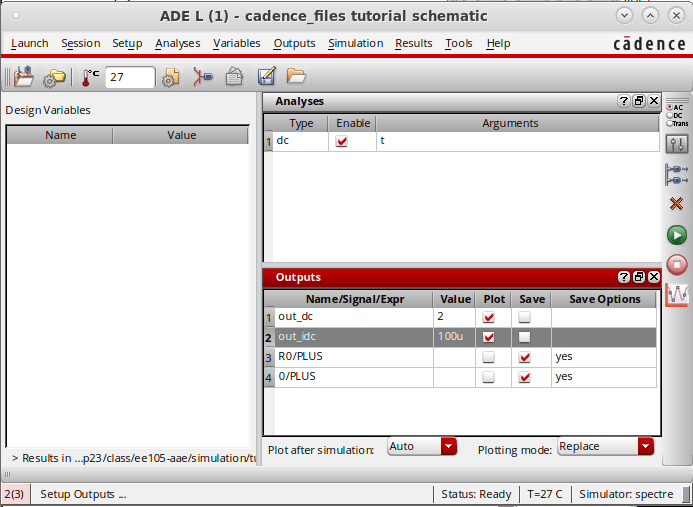 ADE L (1) - cadence_files tutorial schematic
Launch Session Setup Analyses Variables Outputs Simulation Results Tools Help cādence
°C 27
Design Variables
Name Value
Analyses
Type Enable Arguments
1 dc t
AC
DC
Trans
Outputs
Name/Signal/Expr Value Plot Save Save Options
1 out_dc 2
2 out_idc 100u
3 R0/PLUS yes
4 0/PLUS yes
> Results in ...p23/class/ee105-aae/simulation/tu
Plot after simulation: Auto Plotting mode: Replace
2(3) Setup Outputs ... Status: Ready T=27 C Simulator: spectre